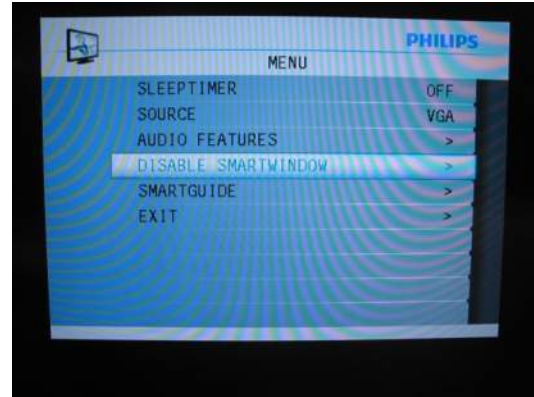 PHILIPS
MENU
SLEEPTIMER OFF
SOURCE VGA
AUDIO FEATURES >
DISABLE SMARTWINDOW >
SMARTGUIDE >
EXIT >